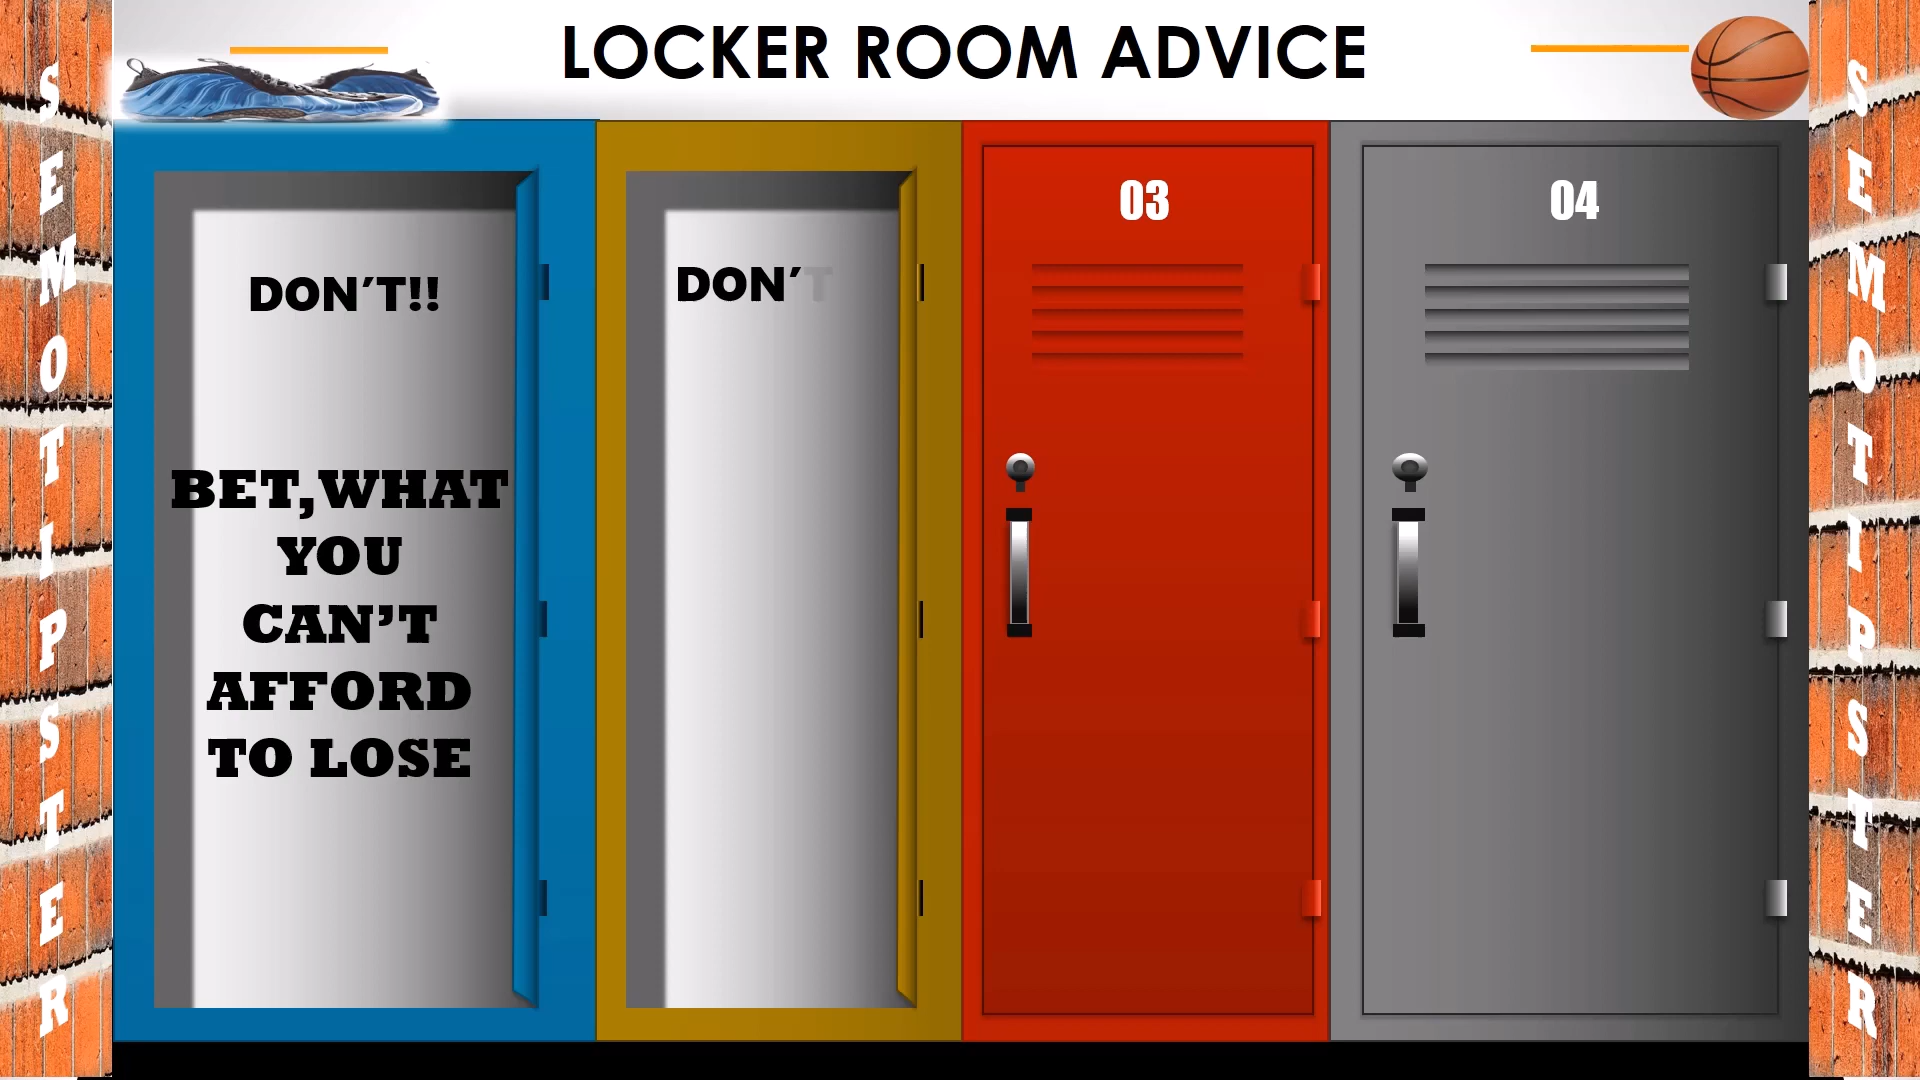 LOCKER ROOM ADVICE
SEMOTIPSTER
DON'T!!
BET,WHAT
YOU
CAN'T
AFFORD
TO LOSE
DON'T
03
04
SEMOTIPSTER